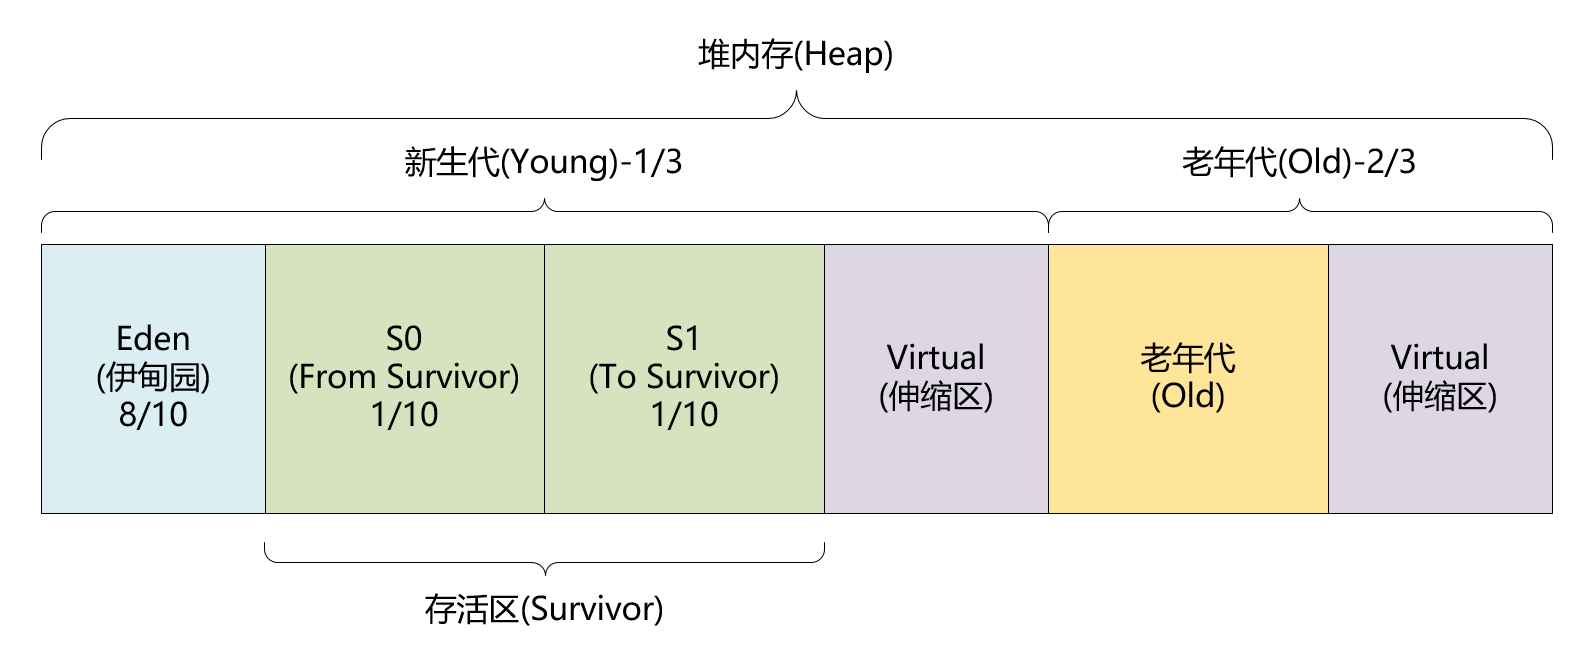 堆内存(Heap)
新生代(Young)-1/3
老年代(Old)-2/3
Eden
(伊甸园)
8/10
S0
(From Survivor)
1/10
S1
(To Survivor)
1/10
Virtual
(伸缩区)
老年代
(Old)
Virtual
(伸缩区)
存活区(Survivor)